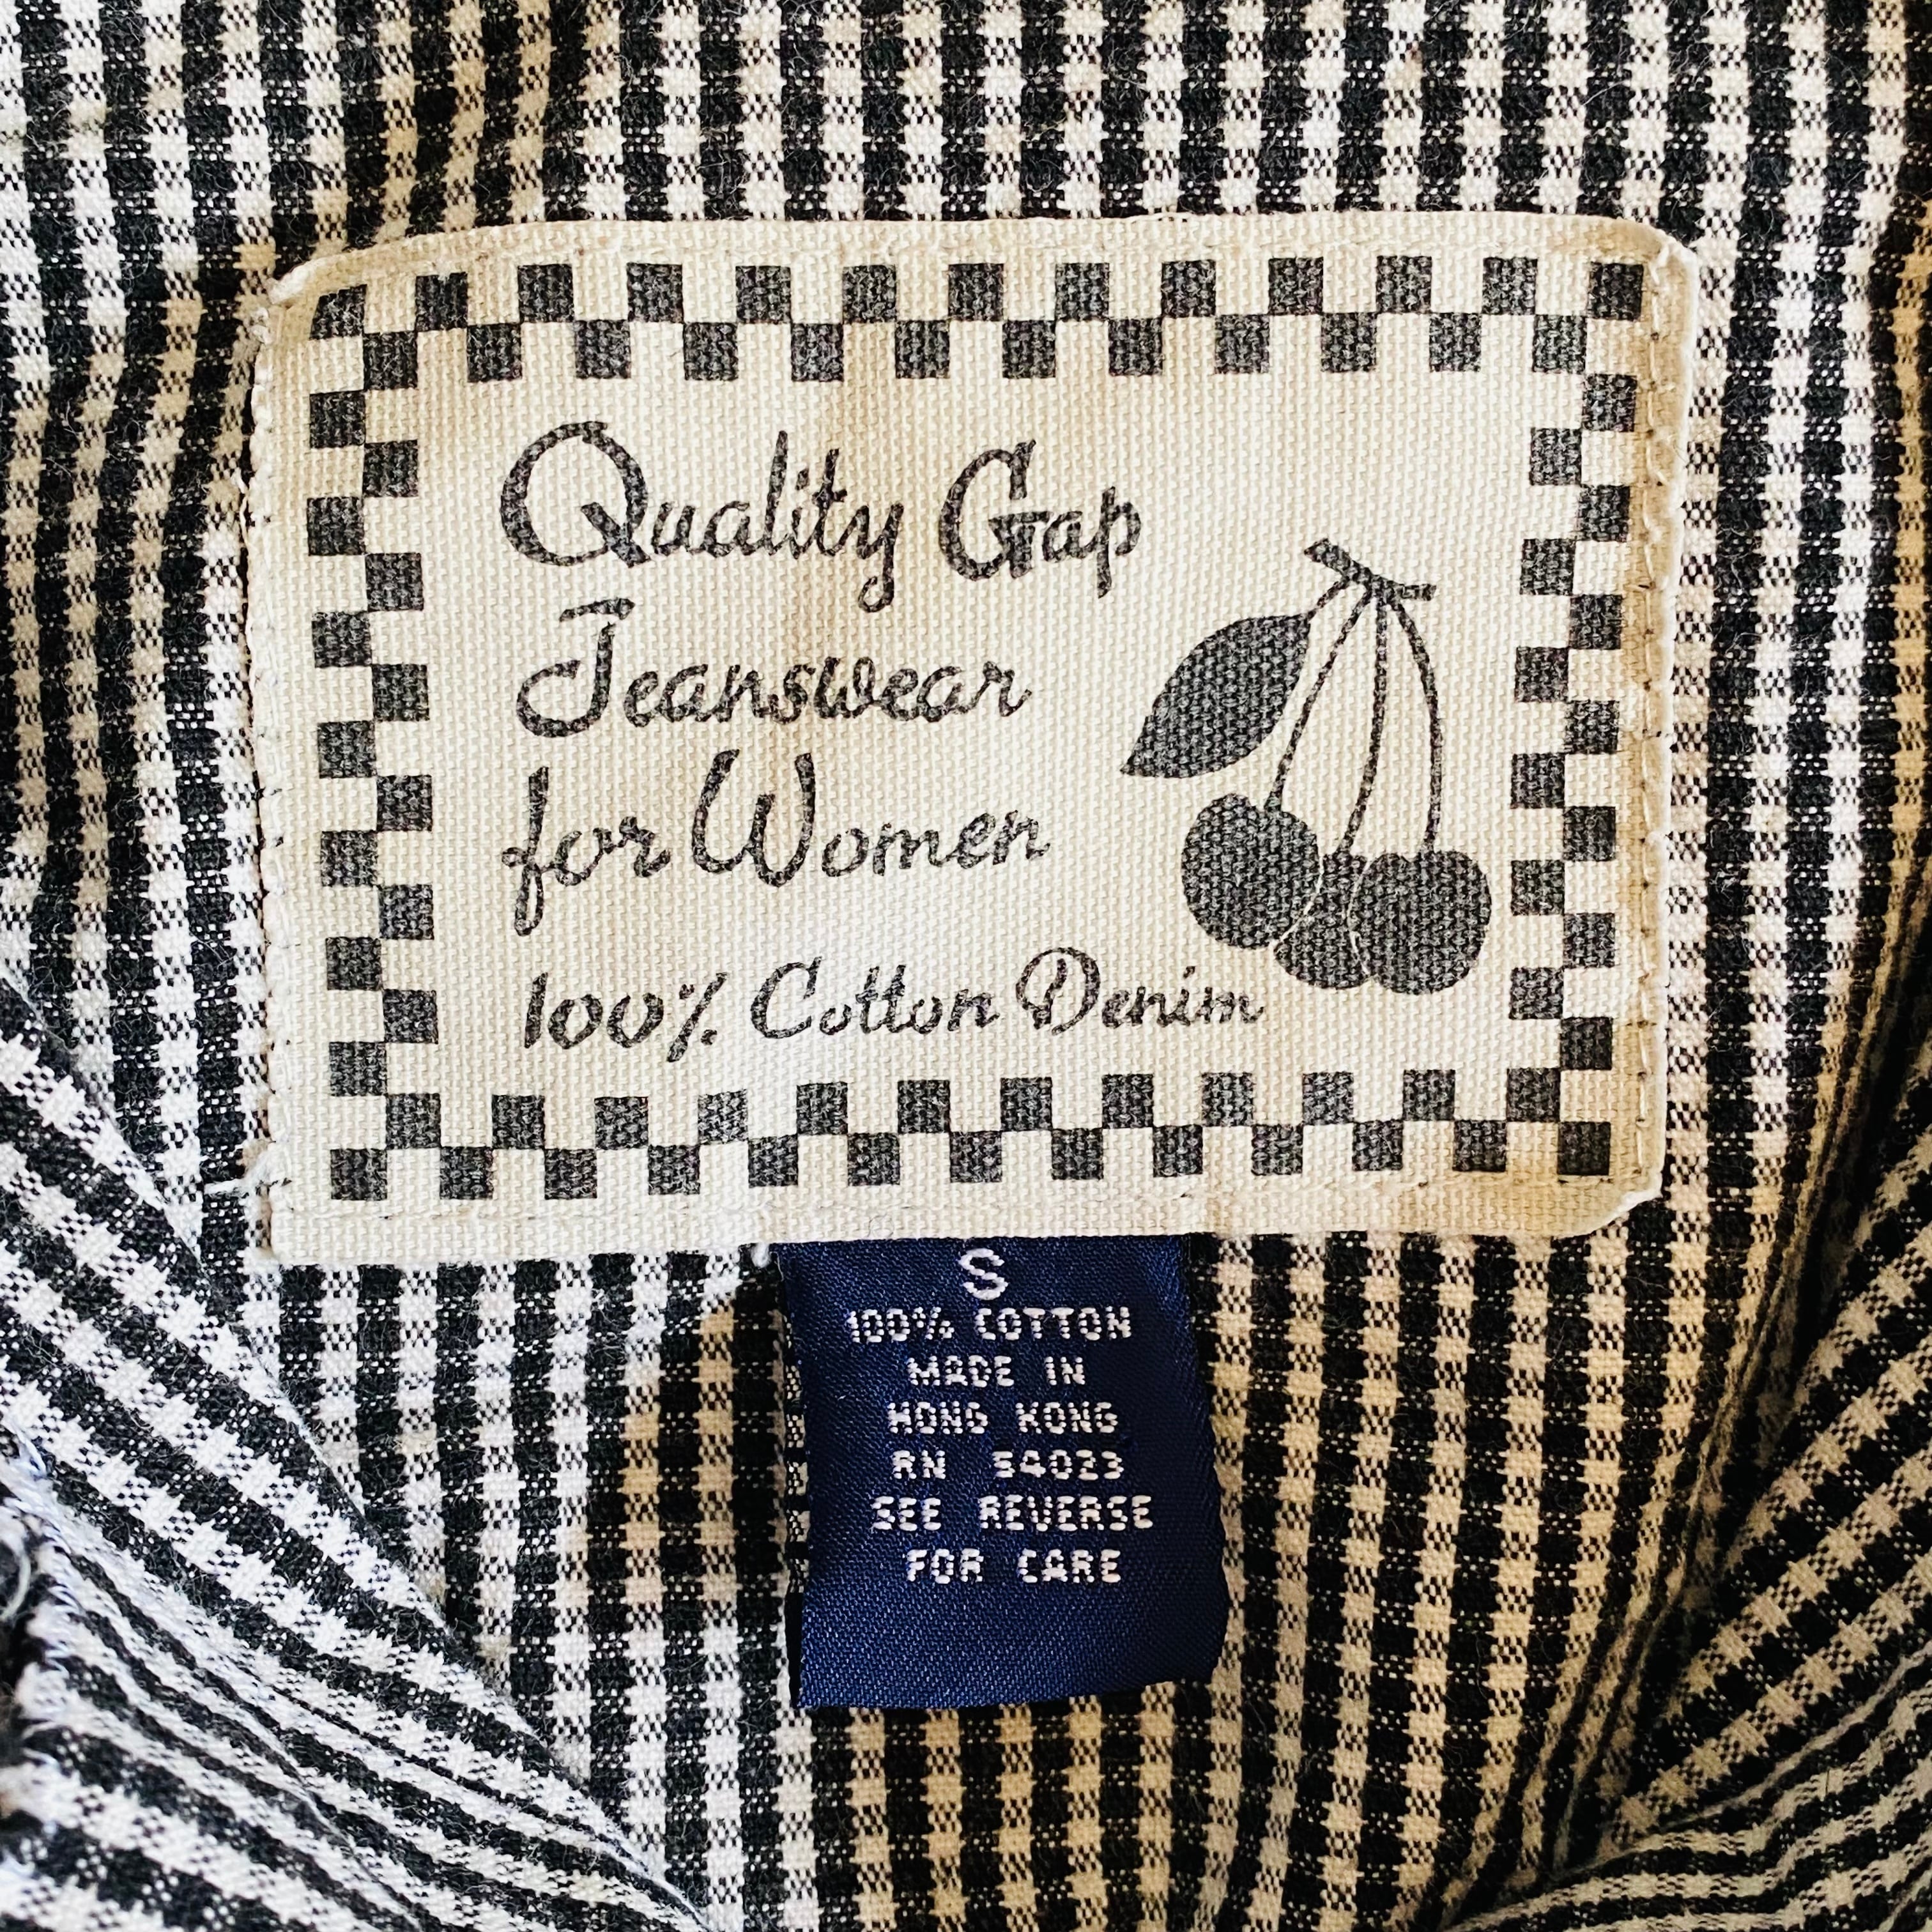 Quality Gap
Jeanswear
for Women
100% Cotton Denim
S
100% COTTON
MADE IN
HONG KONG
RN 54023
SEE REVERSE
FOR CARE